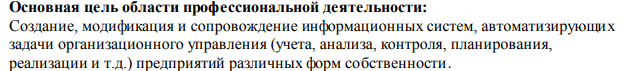 Основная цель области профессиональной деятельности:
Создание, модификация и сопровождение информационных систем, автоматизирующих
задачи организационного управления (учета, анализа, контроля, планирования,
реализации и т.д.) предприятий различных форм собственности.